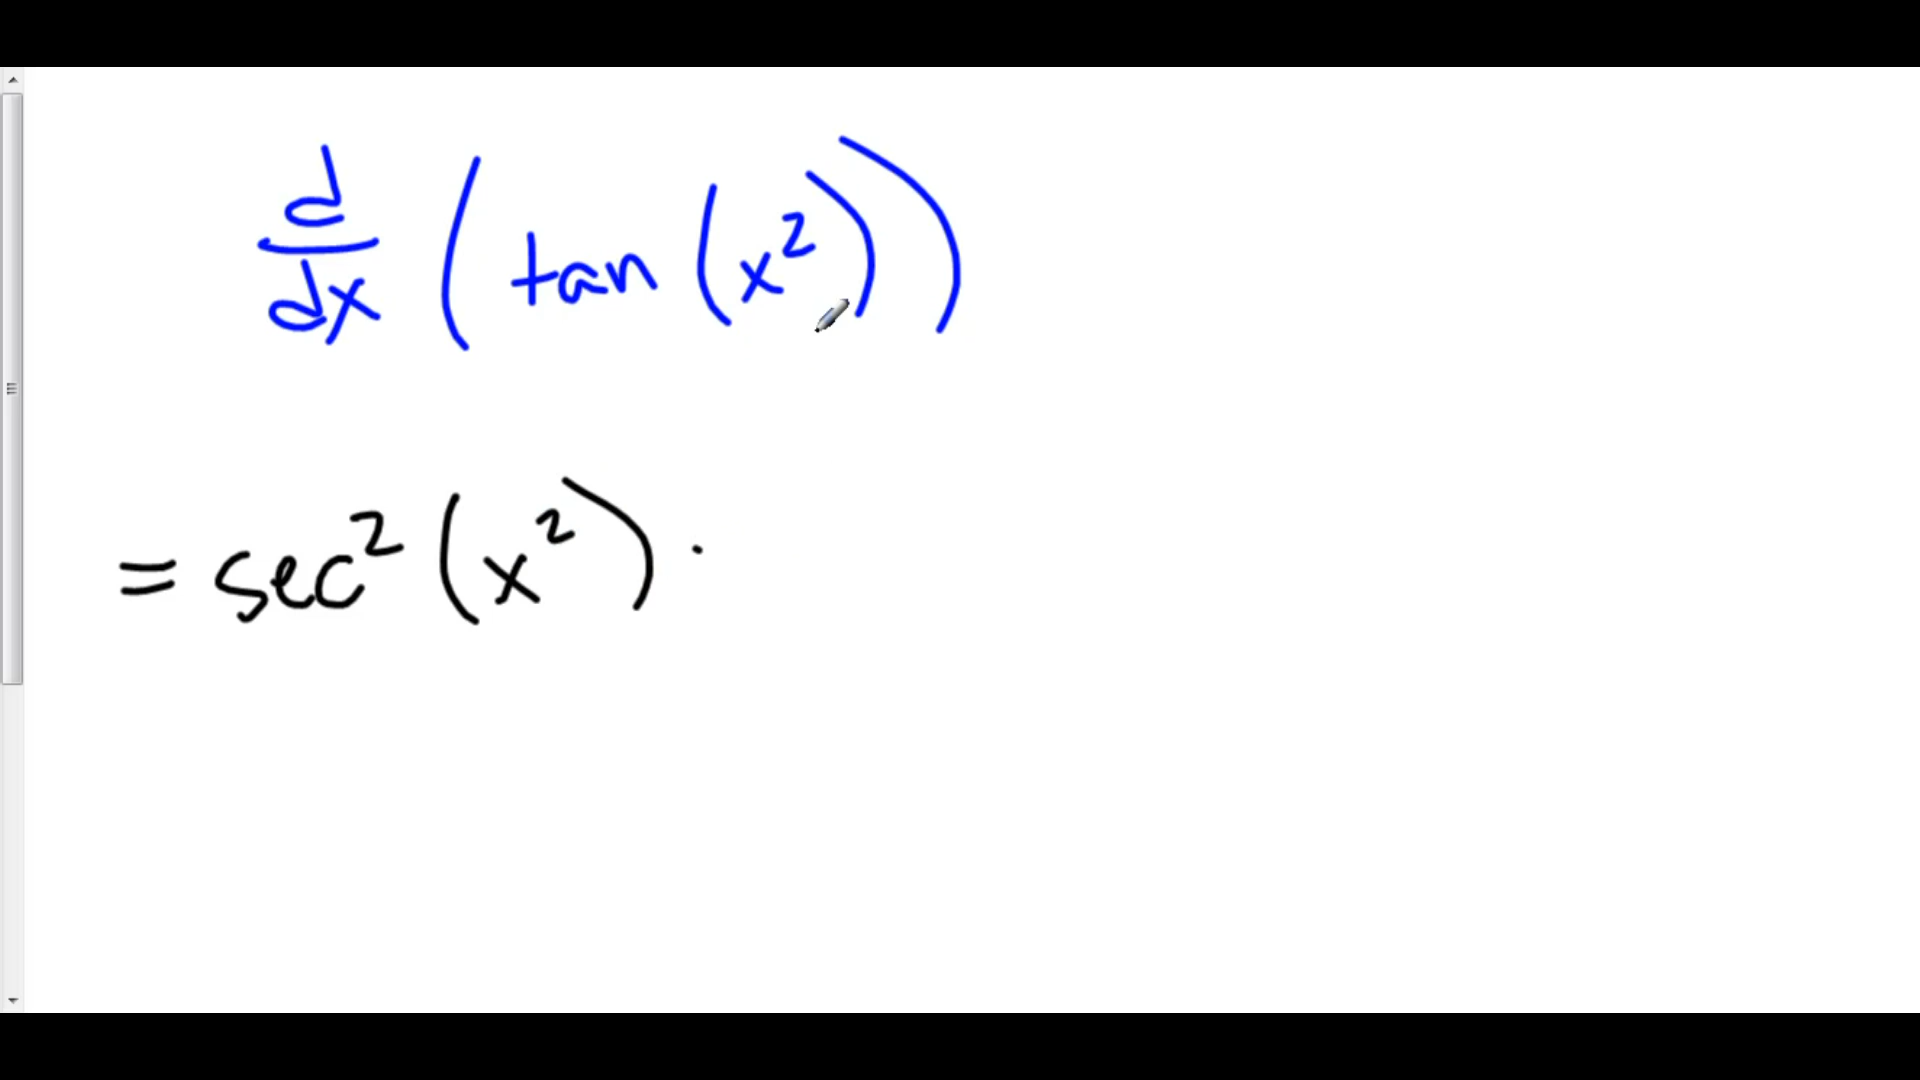 d/dx (tan(x²))
= sec²(x²) ·